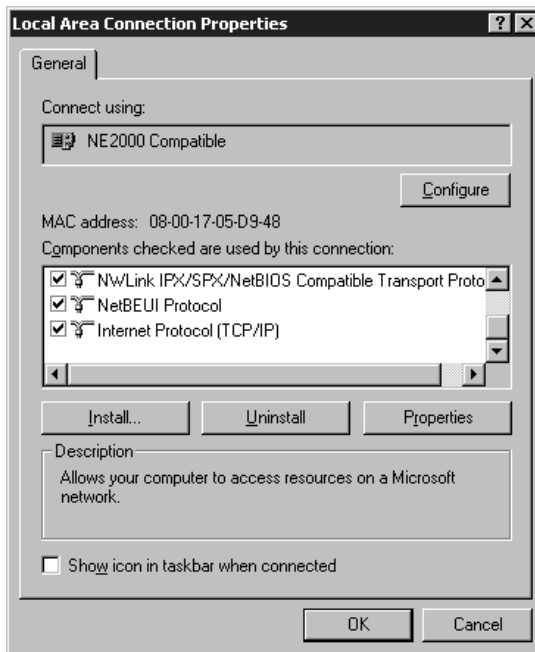 Local Area Connection Properties
General
Connect using:
NE2000 Compatible
Configure
MAC address: 08-00-17-05-D9-48
Components checked are used by this connection:
NWLink IPX/SPX/NetBIOS Compatible Transport Proto
NetBEUI Protocol
Internet Protocol (TCP/IP)
Install... Uninstall Properties
Description
Allows your computer to access resources on a Microsoft
network.
Show icon in taskbar when connected
OK Cancel